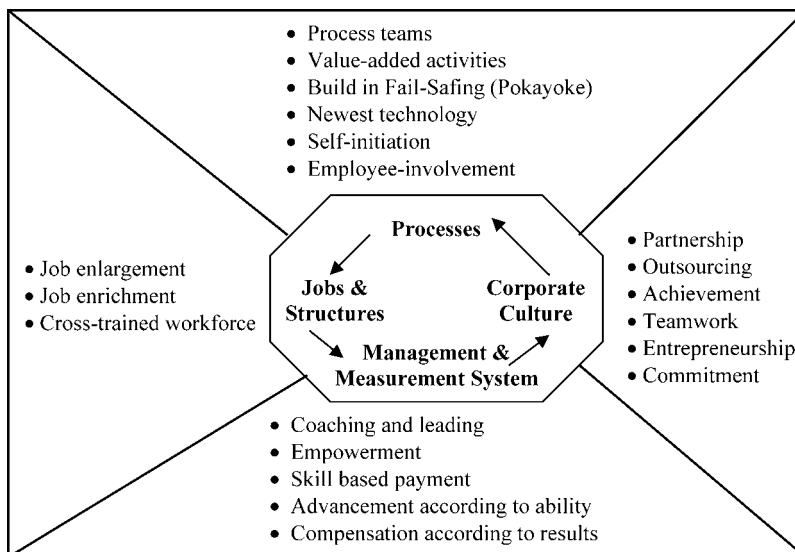 • Process teams
• Value-added activities
• Build in Fail-Safing (Pokayoke)
• Newest technology
• Self-initiation
• Employee-involvement
• Job enlargement
• Job enrichment
• Cross-trained workforce
Processes
Jobs &
Structures
Corporate
Culture
Management &
Measurement System
• Partnership
• Outsourcing
• Achievement
• Teamwork
• Entrepreneurship
• Commitment
• Coaching and leading
• Empowerment
• Skill based payment
• Advancement according to ability
• Compensation according to results